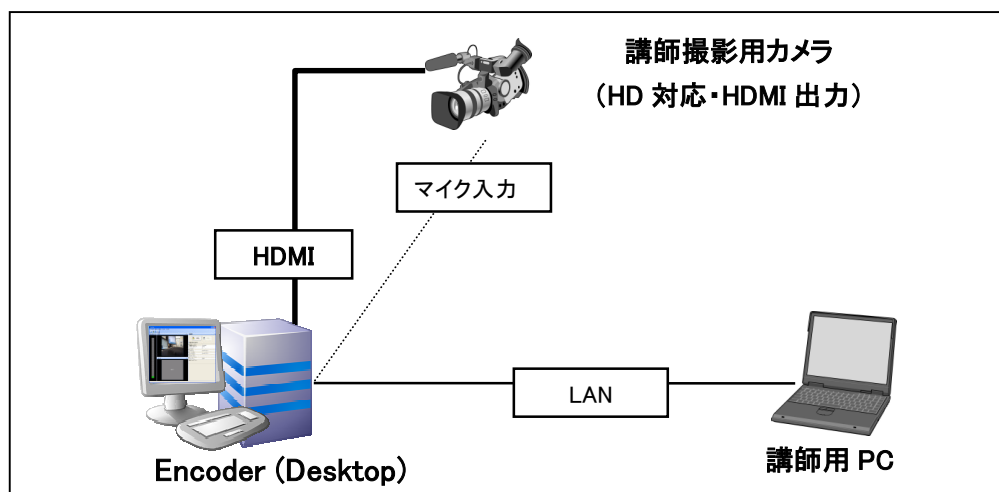 講師撮影用カメラ
（HD 対応・HDMI 出力）
マイク入力
HDMI
LAN
Encoder (Desktop)
講師用 PC